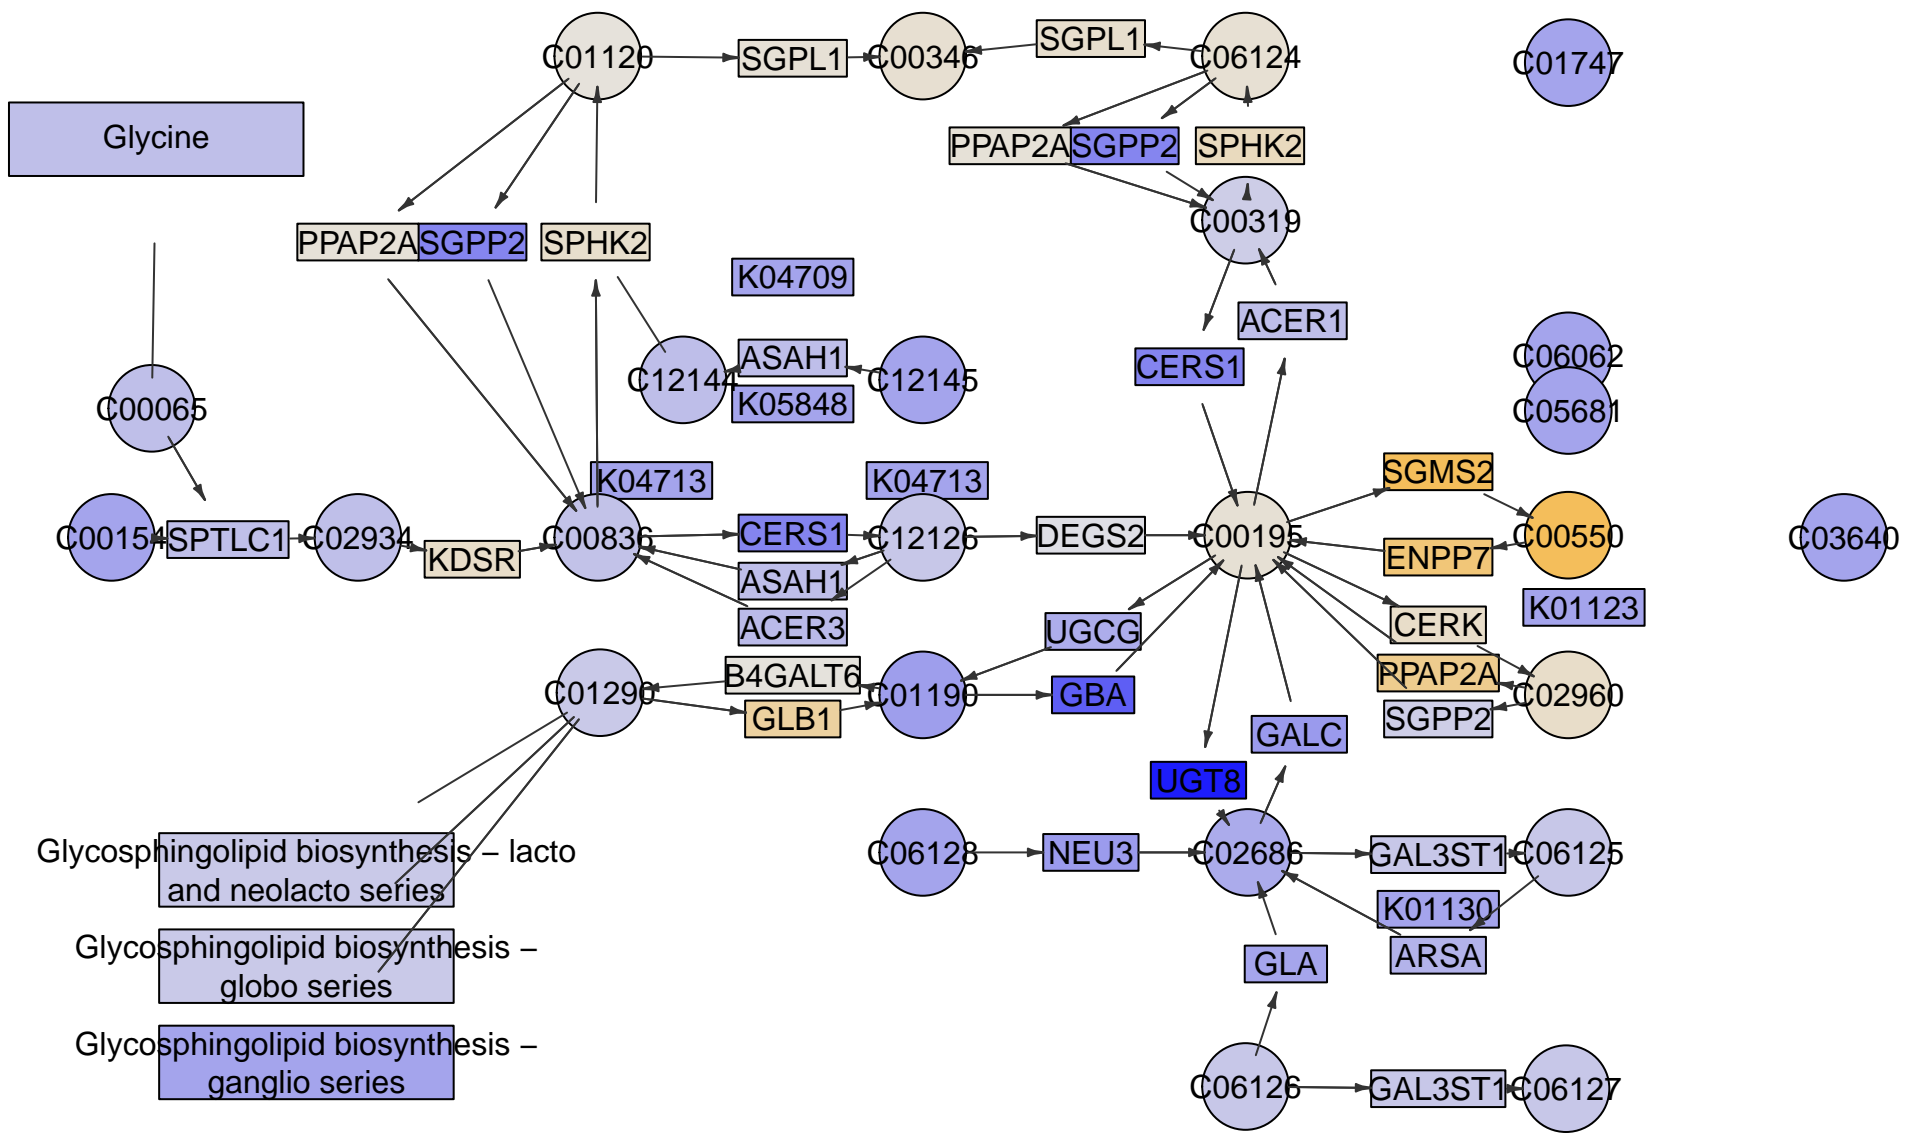 C01120
SGPL1
C00346
SGPL1
C06124
C01747
Glycine
PPAP2A
SGPP2
SPHK2
C00319
PPAP2A
SGPP2
SPHK2
K04709
ACER1
C06062
CERS1
C12144
ASAH1
C12145
K05848
C00065
C05681
K04713
K04713
SGMS2
C00154
SPTLC1
C02934
KDSR
C00836
CERS1
C12126
DEGS2
C00195
C00550
C03640
ENPP7
ASAH1
K01123
ACER3
UGCG
CERK
B4GALT6
PPAP2A
C01290
C01190
GBA
C02960
GLB1
SGPP2
GALC
UGT8
Glycosphingolipid biosynthesis – lacto
and neolacto series
C06128
NEU3
C02686
GAL3ST1
C06125
K01130
Glycosphingolipid biosynthesis –
globo series
GLA
ARSA
Glycosphingolipid biosynthesis –
ganglio series
C06126
GAL3ST1
C06127